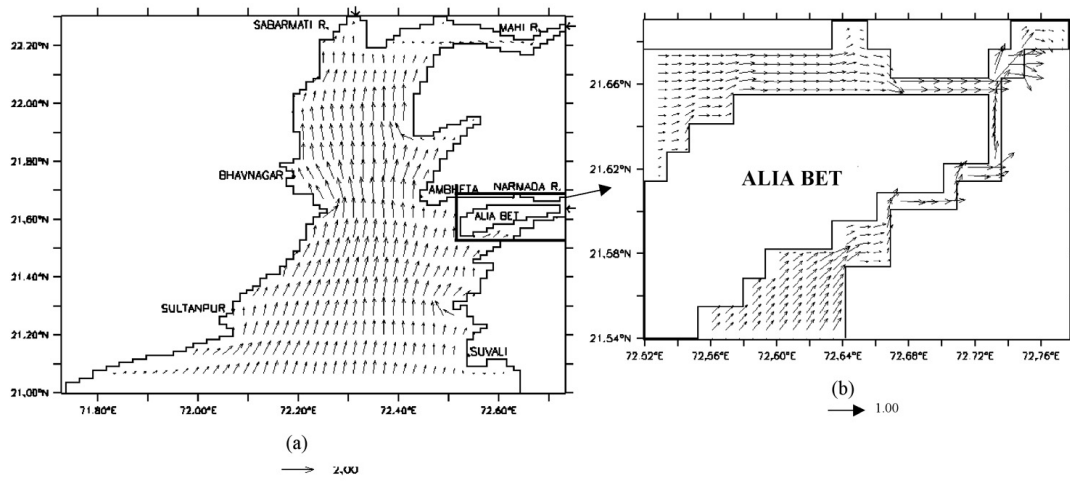 SABARMATI R.
MAHI R.
22.20°N
22.00°N
21.80°N
BHAVNAGAR
AMBHETA
NARMADA R.
ALIA BET
21.60°N
21.40°N
SULTANPUR
21.20°N
SUVALI
21.00°N
71.80°E 72.00°E 72.20°E 72.40°E 72.60°E
(a)
2.00
21.66°N
21.62°N
ALIA BET
21.58°N
21.54°N
72.52 72.56°E 72.60°E 72.64°E 72.68°E 72.72°E 72.76°E
(b)
1.00